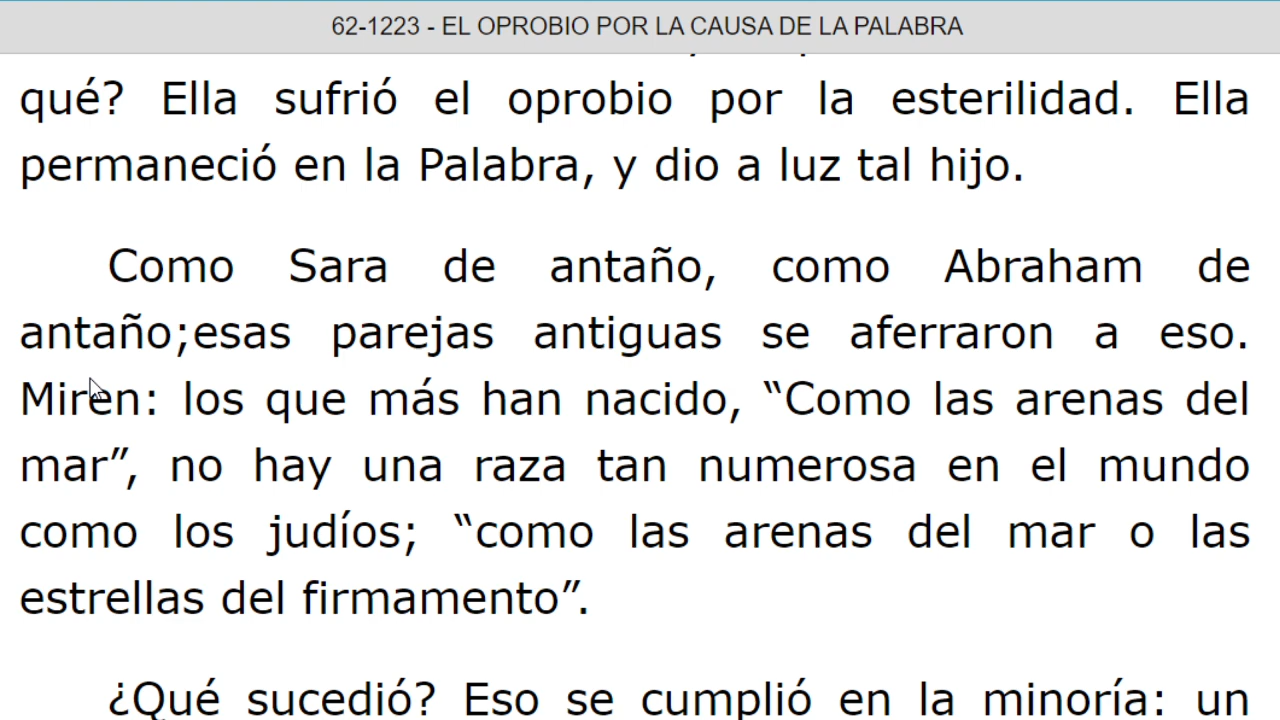 62-1223 - EL OPROBIO POR LA CAUSA DE LA PALABRA
qué? Ella sufrió el oprobio por la esterilidad. Ella
permaneció en la Palabra, y dio a luz tal hijo.
Como Sara de antaño, como Abraham de
antaño;esas parejas antiguas se aferraron a eso.
Miren: los que más han nacido, “Como las arenas del
mar”, no hay una raza tan numerosa en el mundo
como los judíos; “como las arenas del mar o las
estrellas del firmamento”.
¿Qué sucedió? Eso se cumplió en la minoría: un